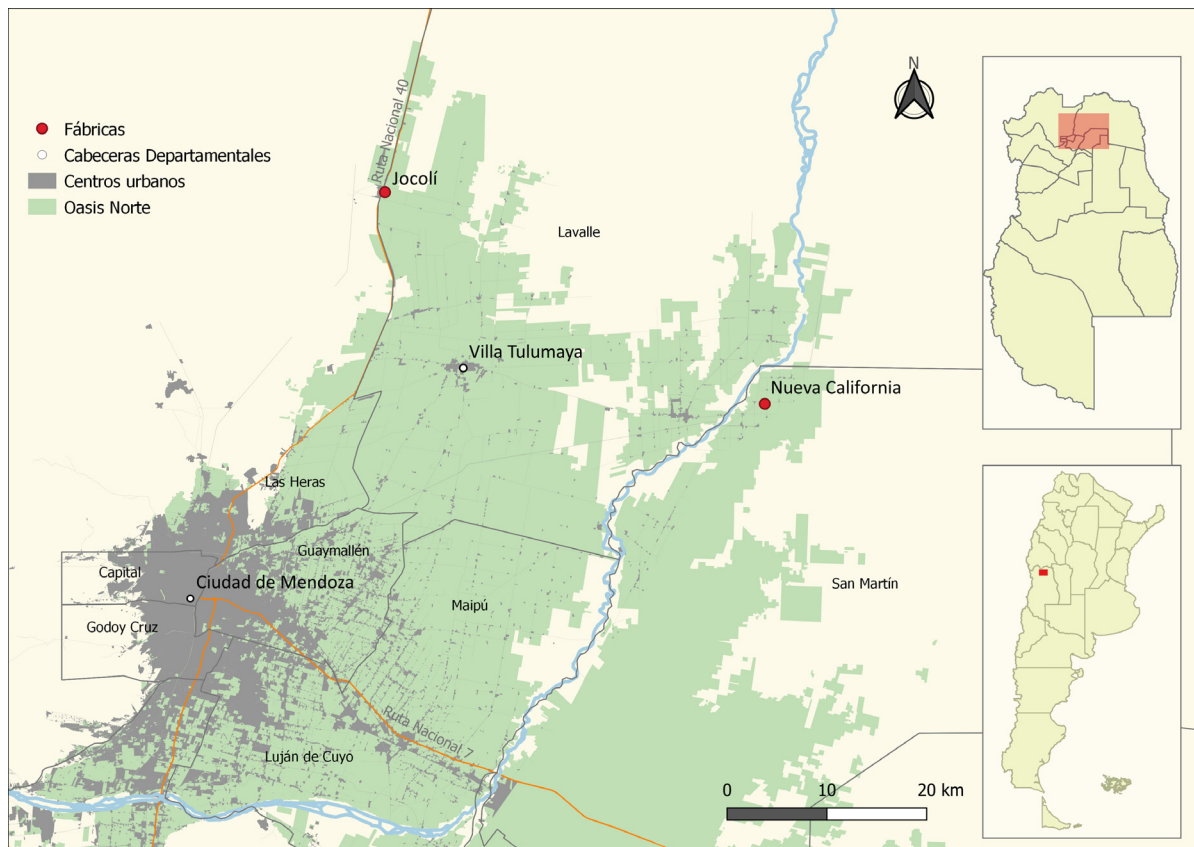 Fábricas
Cabeceras Departamentales
Centros urbanos
Oasis Norte
Ruta Nacional 40
N
Jocolí
Lavalle
Villa Tulumaya
Nueva California
Las Heras
Guaymallén
Capital
Ciudad de Mendoza
San Martín
Maipú
Godoy Cruz
Ruta Nacional 7
Luján de Cuyo
0 10 20 km